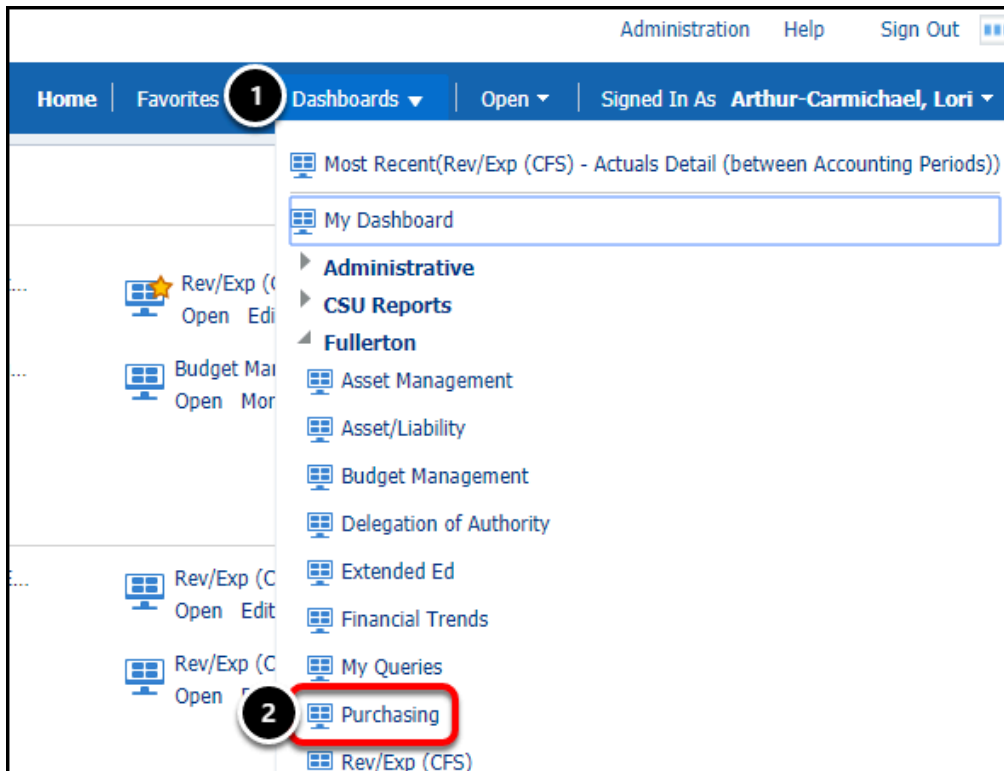 Administration Help Sign Out
Home Favorites 1 Dashboards Open Signed In As Arthur-Carmichael, Lori
Most Recent(Rev/Exp (CFS) - Actuals Detail (between Accounting Periods))
My Dashboard
Administrative
CSU Reports
Fullerton
Asset Management
Asset/Liability
Budget Management
Delegation of Authority
Extended Ed
Financial Trends
My Queries
2 Purchasing
Rev/Exp (CFS)
...
Rev/Exp (
Open Edi
...
Budget Ma
Open Mor
...
Rev/Exp (C
Open Edit
Rev/Exp (C
Open